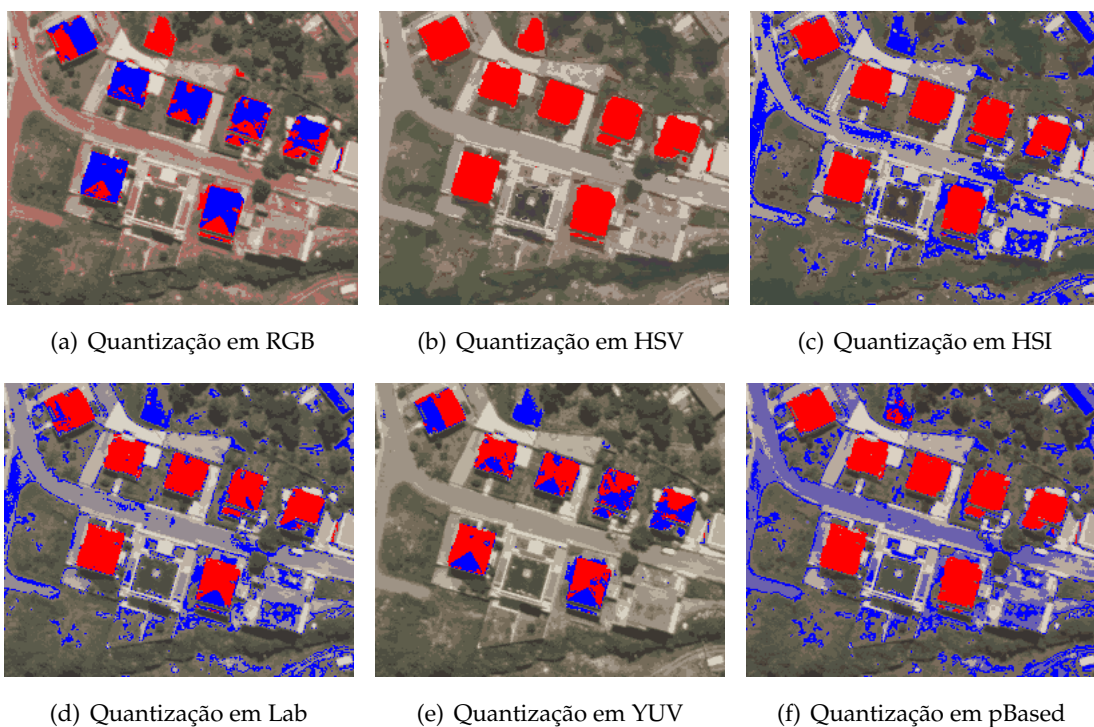 (a) Quantização em RGB
(b) Quantização em HSV
(c) Quantização em HSI
(d) Quantização em Lab
(e) Quantização em YUV
(f) Quantização em pBased